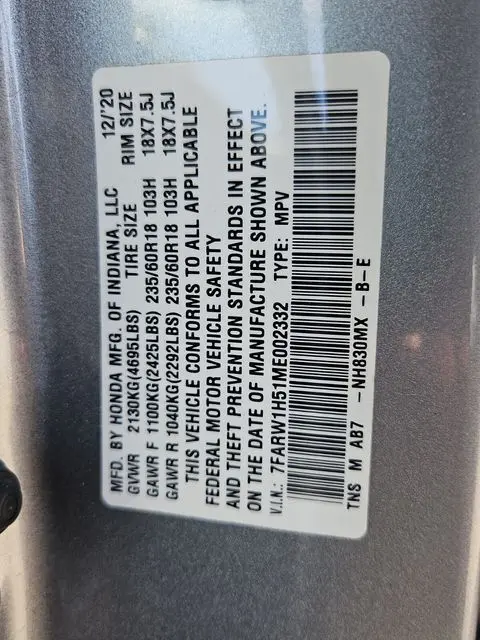 MFD. BY HONDA MFG. OF INDIANA, LLC 12/'20
GVWR 2130KG(4695LBS) TIRE SIZE RIM SIZE
GAWR F 1100KG(2425LBS) 235/60R18 103H 18X7.5J
GAWR R 1040KG(2292LBS) 235/60R18 103H 18X7.5J
THIS VEHICLE CONFORMS TO ALL APPLICABLE
FEDERAL MOTOR VEHICLE SAFETY
AND THEFT PREVENTION STANDARDS IN EFFECT
ON THE DATE OF MANUFACTURE SHOWN ABOVE.
V.I.N.: 7FARW1H51ME002332 TYPE: MPV
TNS M AB7 -NH830MX -B-E